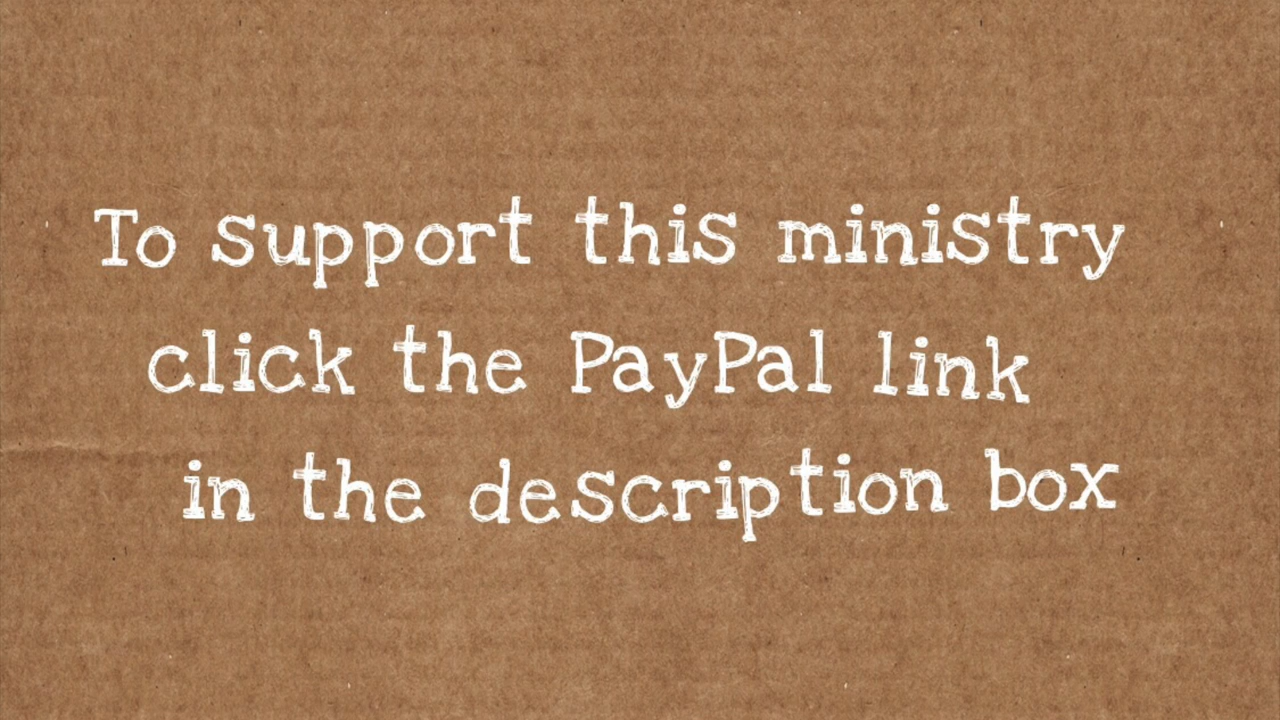 To support this ministry
click the PayPal link
in the description box